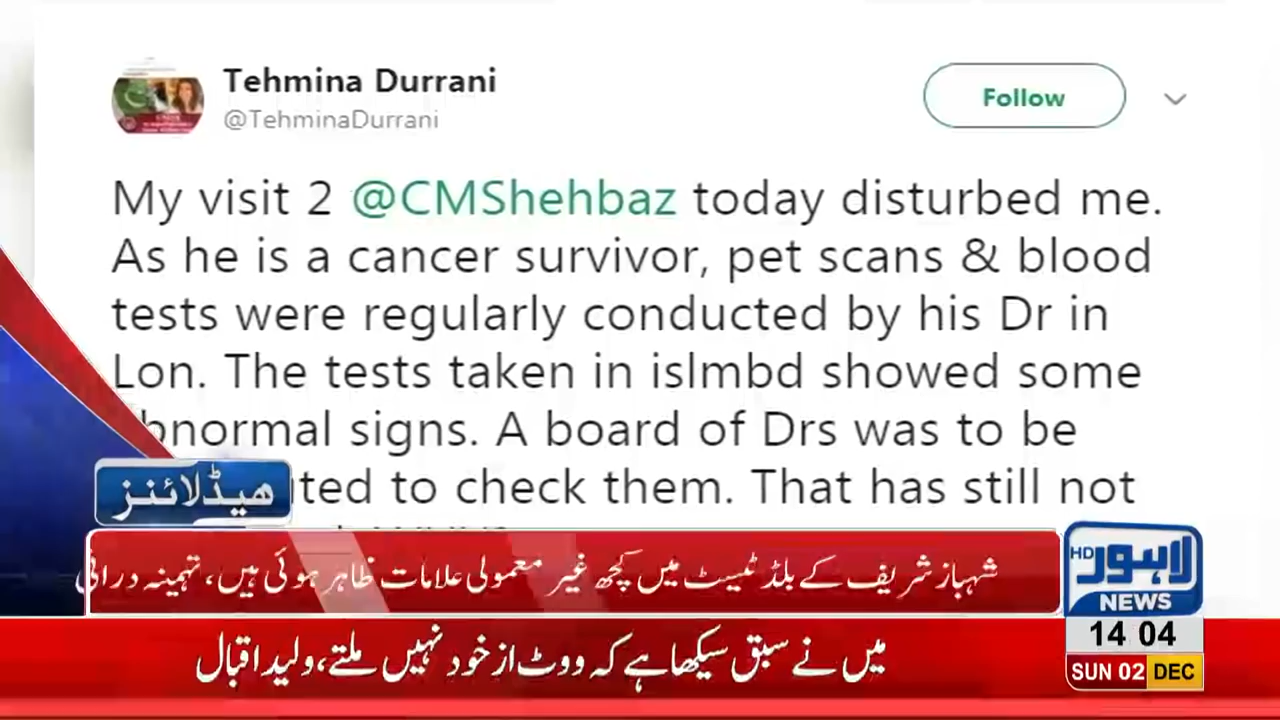 Tehmina Durrani
@TehminaDurrani
Follow
My visit 2 @CMShehbaz today disturbed me.
As he is a cancer survivor, pet scans & blood
tests were regularly conducted by his Dr in
Lon. The tests taken in islmbd showed some
bnormal signs. A board of Drs was to be
ted to check them. That has still not
ہیڈلائنز
شہباز شریف کے بلڈ ٹیسٹ میں کچھ غیر معمولی علامات ظاہر ہوئی ہیں، تہمینہ درانی
میں نے سبق سیکھا ہے کہ ووٹ از خود نہیں ملتے، ولید اقبال
HD لاہور
NEWS
14 04
SUN 02 DEC